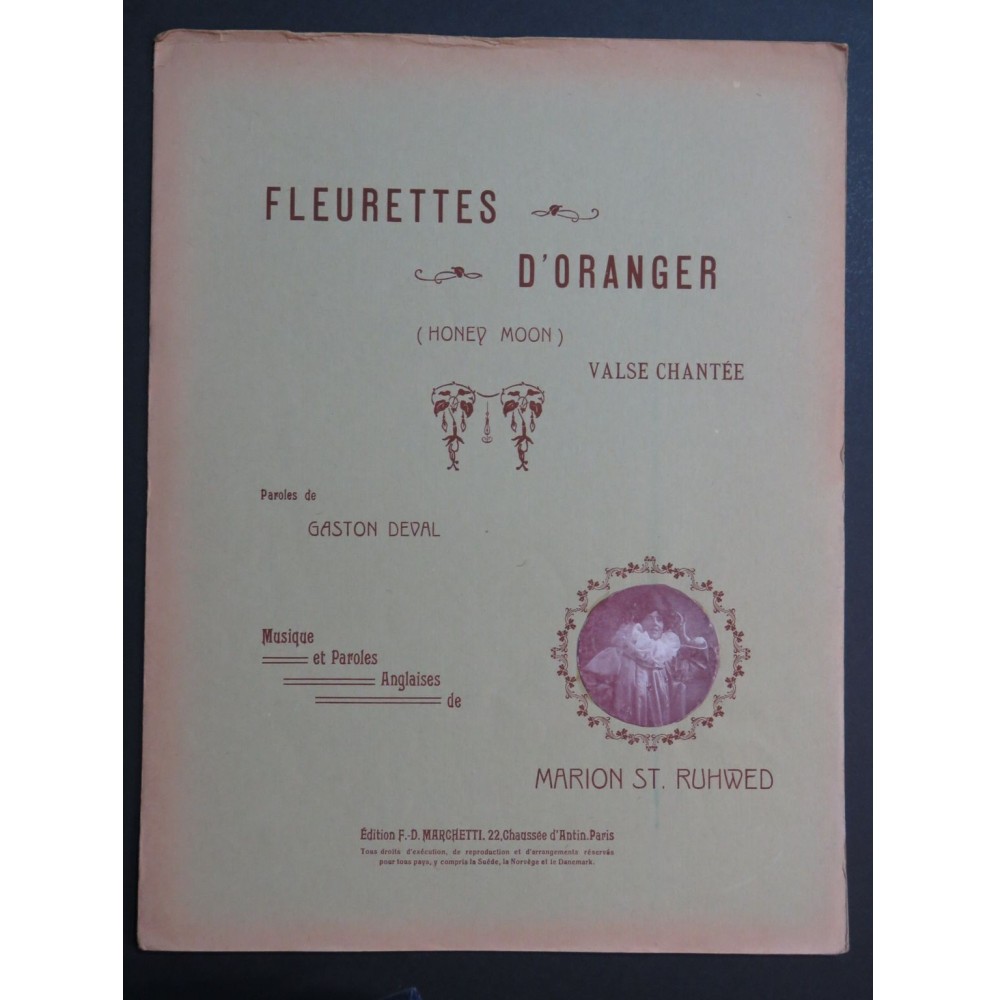 FLEURETTES
D'ORANGER
(HONEY MOON)
VALSE CHANTÉE
Paroles de
GASTON DEVAL
Musique
et Paroles
Anglaises
de
MARION ST. RUHWED
Édition F.-D. MARCHETTI. 22, Chaussée d'Antin. Paris
Tous droits d'exécution, de reproduction et d'arrangements réservés
pour tous pays, y compris la Suède, la Norvège et le Danemark.